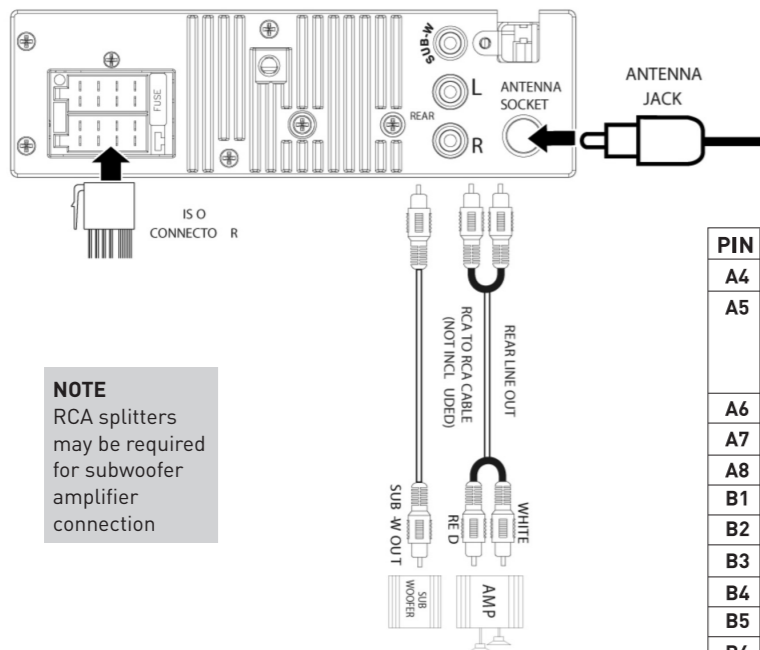 SUB-W
L
REAR
R
FUSE
ANTENNA
SOCKET
ANTENNA
JACK
IS O
CONNECTO R
NOTE
RCA splitters
may be required
for subwoofer
amplifier
connection
RCA TO RCA CABLE
(NOT INCL UDED)
REAR LINE OUT
SUB -W OUT
RE D
WHITE
SUB
WOOFER
AMP
PIN
A4
A5
A6
A7
A8
B1
B2
B3
B4
B5
B6